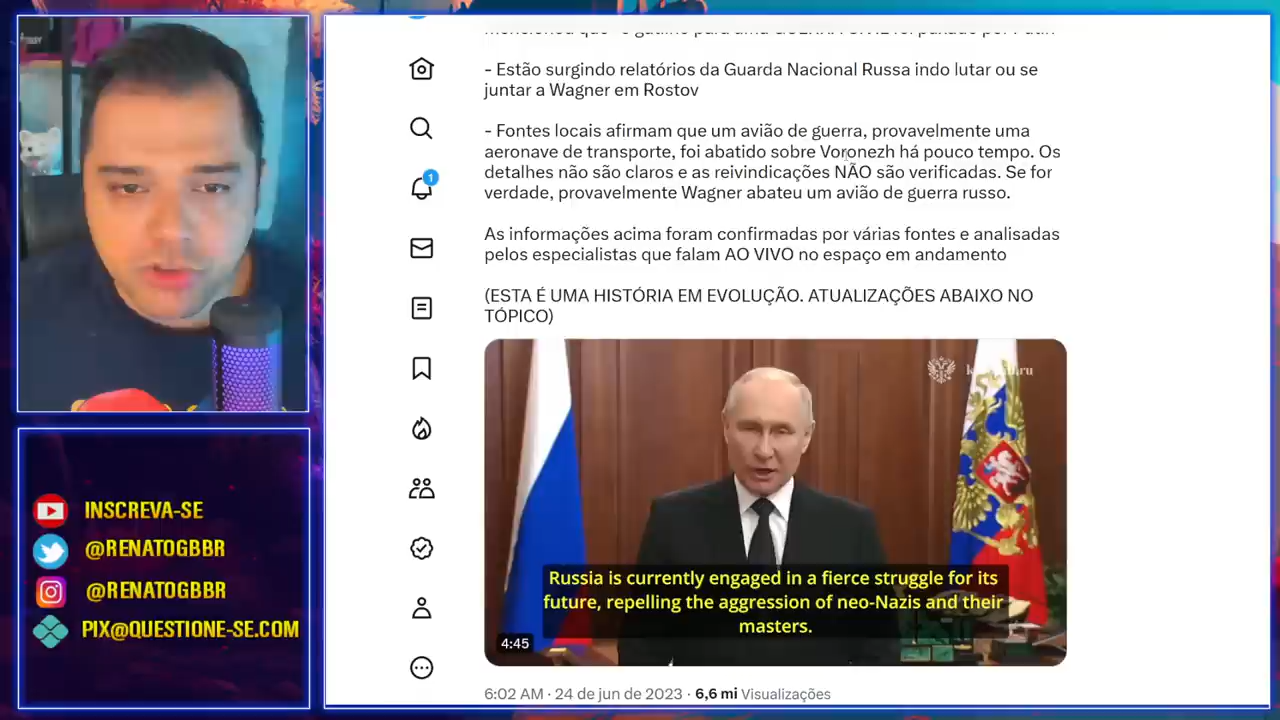 - Estão surgindo relatórios da Guarda Nacional Russa indo lutar ou se
juntar a Wagner em Rostov
- Fontes locais afirmam que um avião de guerra, provavelmente uma
aeronave de transporte, foi abatido sobre Voronezh há pouco tempo. Os
detalhes não são claros e as reivindicações NÃO são verificadas. Se for
verdade, provavelmente Wagner abateu um avião de guerra russo.
As informações acima foram confirmadas por várias fontes e analisadas
pelos especialistas que falam AO VIVO no espaço em andamento
(ESTA É UMA HISTÓRIA EM EVOLUÇÃO. ATUALIZAÇÕES ABAIXO NO
TÓPICO)
1
Russia is currently engaged in a fierce struggle for its
future, repelling the aggression of neo-Nazis and their
masters.
4:45
6:02 AM · 24 de jun de 2023 · 6,6 mi Visualizações
INSCREVA-SE
@RENATOGBBR
@RENATOGBBR
PIX@QUESTIONE-SE.COM